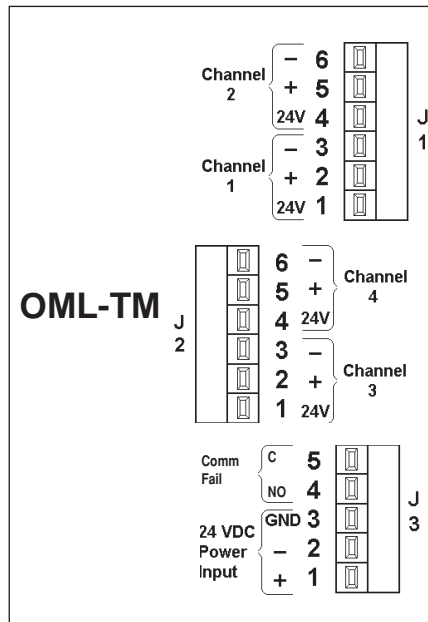 Channel 2
− 6
+ 5
24V 4
Channel 1
− 3
+ 2
24V 1
J 1
OML-TM
J 2
6 −
5 +
4 24V
Channel 4
3 −
2 +
1 24V
Channel 3
Comm Fail
C 5
NO 4
24 VDC Power Input
GND 3
− 2
+ 1
J 3